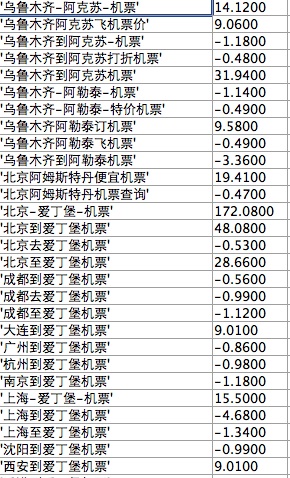 '乌鲁木齐-阿克苏-机票' 14.1200
'乌鲁木齐阿克苏飞机票价' 9.0600
'乌鲁木齐到阿克苏-机票' -1.1800
'乌鲁木齐到阿克苏打折机票' -0.4800
'乌鲁木齐到阿克苏机票' 31.9400
'乌鲁木齐-阿勒泰-机票' -1.1400
'乌鲁木齐-阿勒泰-特价机票' -0.4900
'乌鲁木齐阿勒泰订机票' 9.5800
'乌鲁木齐阿勒泰飞机票' -0.4900
'乌鲁木齐到阿勒泰机票' -3.3600
'北京阿姆斯特丹便宜机票' 19.4100
'北京阿姆斯特丹机票查询' -0.4700
'北京-爱丁堡-机票' 172.0800
'北京到爱丁堡机票' 48.0800
'北京去爱丁堡机票' -0.5300
'北京至爱丁堡机票' 28.6600
'成都到爱丁堡机票' -0.5600
'成都去爱丁堡机票' -0.9900
'成都至爱丁堡机票' -1.1200
'大连到爱丁堡机票' 9.0100
'广州到爱丁堡机票' -0.8600
'杭州到爱丁堡机票' -0.9800
'南京到爱丁堡机票' -1.1800
'上海-爱丁堡-机票' 15.5000
'上海到爱丁堡机票' -4.6800
'上海至爱丁堡机票' -1.3400
'沈阳到爱丁堡机票' -0.9900
'西安到爱丁堡机票' 9.0100